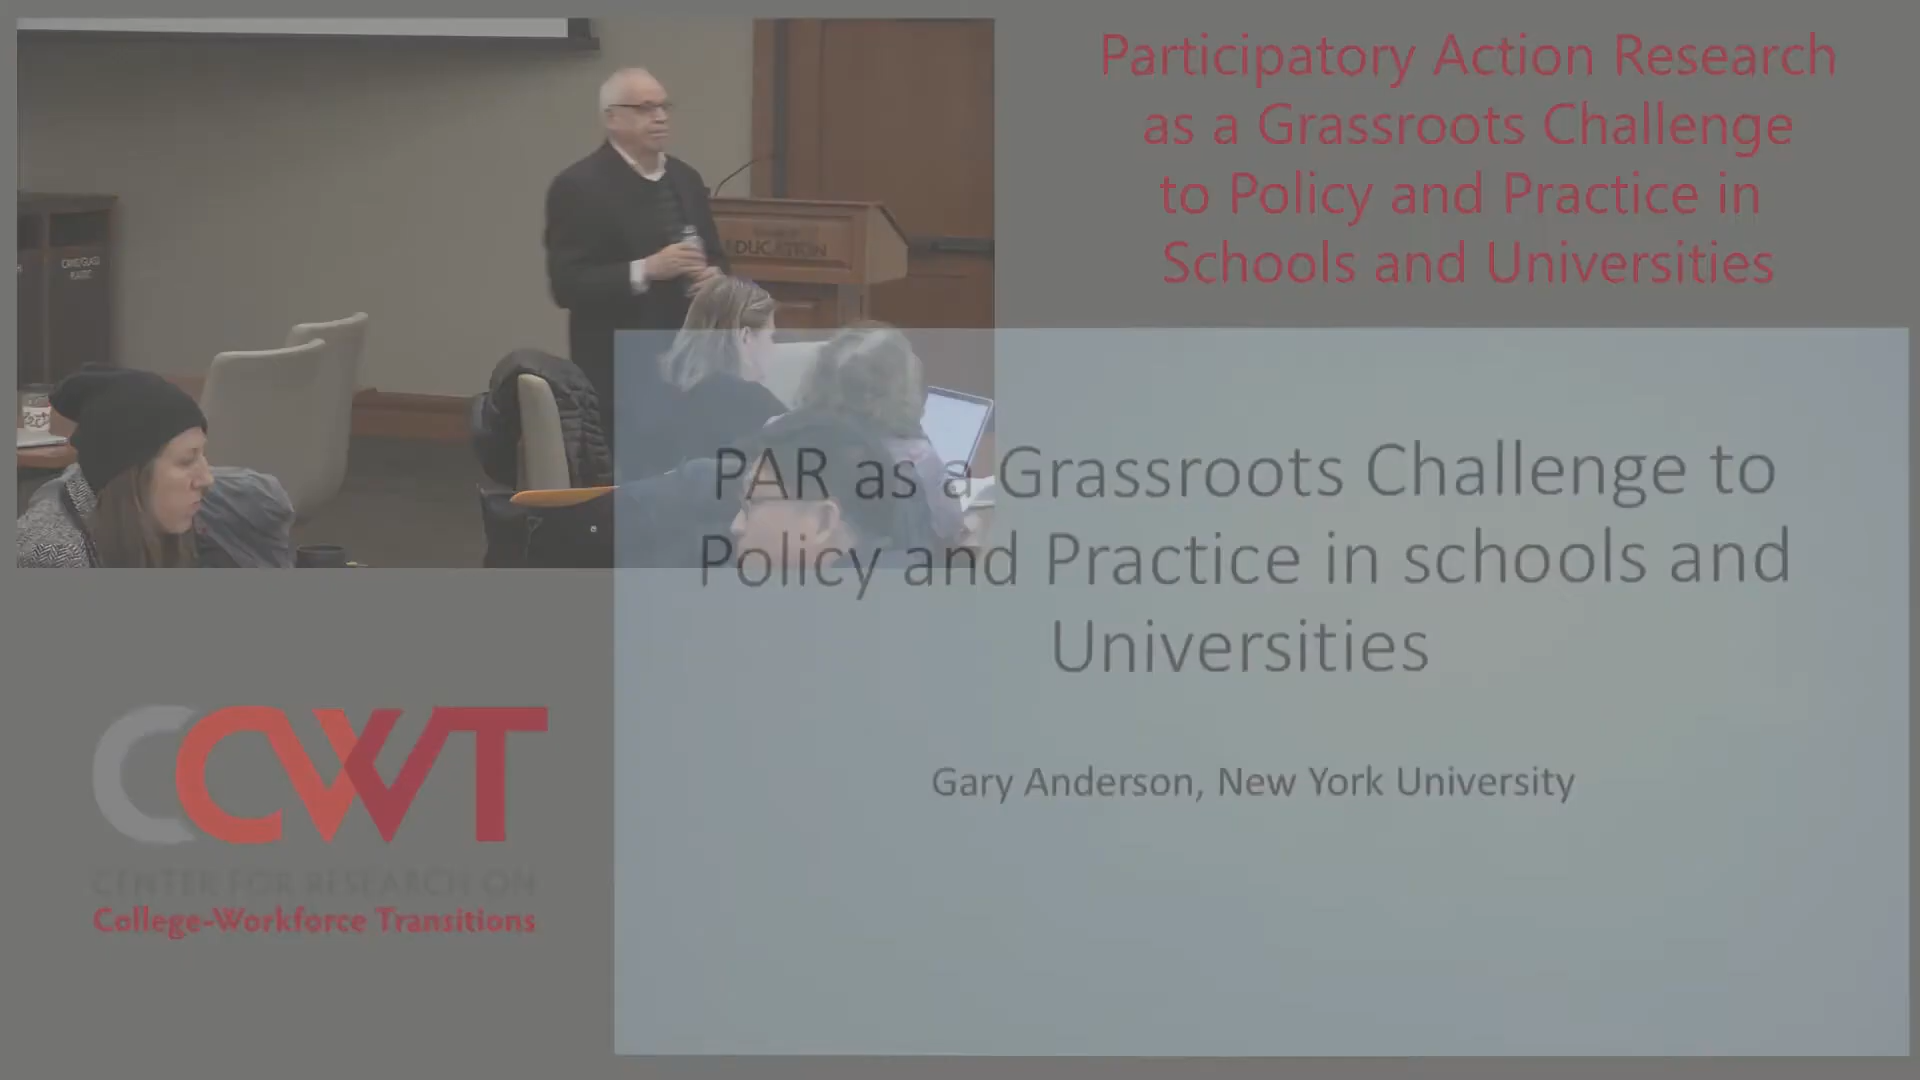 Participatory Action Research
as a Grassroots Challenge
to Policy and Practice in
Schools and Universities
EDUCATION
PAR as a Grassroots Challenge to
Policy and Practice in schools and
Universities
Gary Anderson, New York University
CCWT
CENTER FOR RESEARCH ON
College-Workforce Transitions